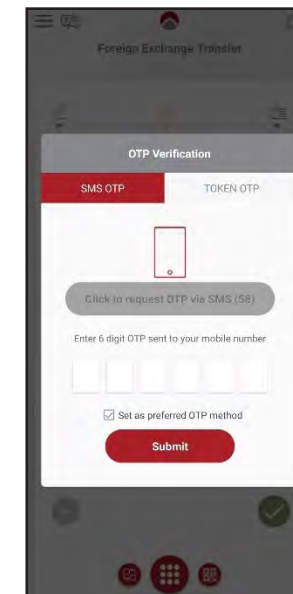 Foreign Exchange Transfer
OTP Verification
SMS OTP
TOKEN OTP
Click to request OTP via SMS (58)
Enter 6 digit OTP sent to your mobile number
Set as preferred OTP method
Submit